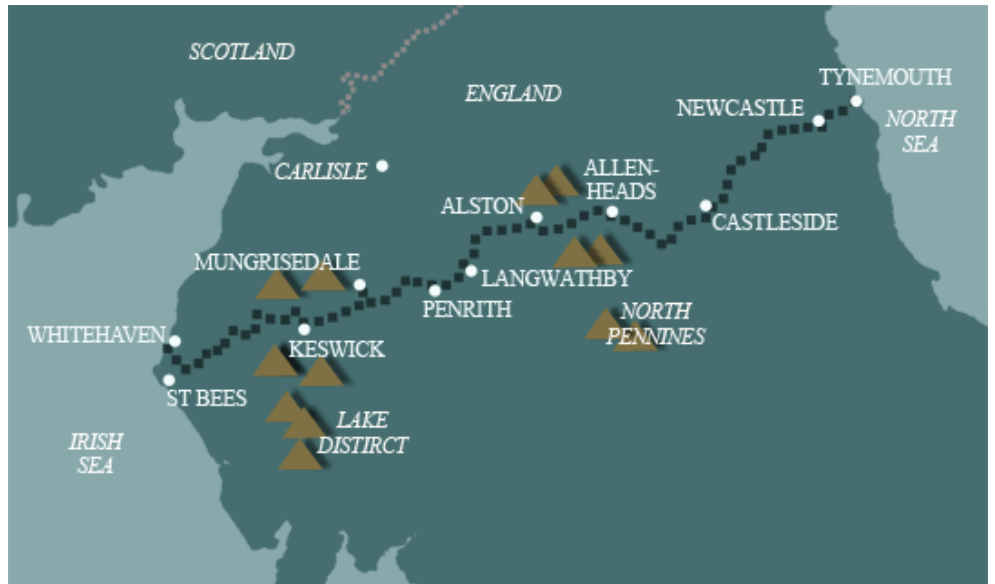 SCOTLAND
ENGLAND
TYNEMOUTH
NEWCASTLE
NORTH
SEA
CARLISLE
ALLEN-
HEADS
ALSTON
CASTLESIDE
MUNGRISEDALE
LANGWATHBY
PENRITH
NORTH
PENNINES
WHITEHAVEN
KESWICK
ST BEES
LAKE
DISTIRCT
IRISH
SEA